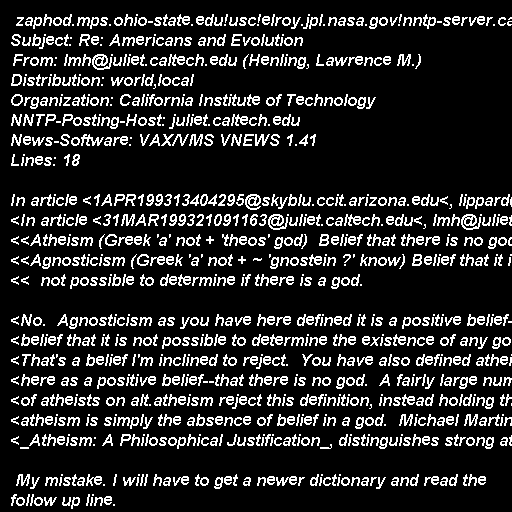 zaphod.mps.ohio-state.edu!usc!elroy.jpl.nasa.gov!nntp-server.ca
Subject: Re: Americans and Evolution
From: lmh@juliet.caltech.edu (Henling, Lawrence M.)
Distribution: world,local
Organization: California Institute of Technology
NNTP-Posting-Host: juliet.caltech.edu
News-Software: VAX/VMS VNEWS 1.41
Lines: 18

In article <1APR199313404295@skyblu.ccit.arizona.edu<, lippard
<In article <31MAR199321091163@juliet.caltech.edu<, lmh@juliet
<<Atheism (Greek 'a' not + 'theos' god)  Belief that there is no god
<<Agnosticism (Greek 'a' not + ~ 'gnostein ?' know) Belief that it i
<<  not possible to determine if there is a god.

<No.  Agnosticism as you have here defined it is a positive belief-
<belief that it is not possible to determine the existence of any go
<That's a belief I'm inclined to reject.  You have also defined athei
<here as a positive belief--that there is no god.  A fairly large num
<of atheists on alt.atheism reject this definition, instead holding th
<atheism is simply the absence of belief in a god.  Michael Martin
<_Atheism: A Philosophical Justification_, distinguishes strong at

My mistake. I will have to get a newer dictionary and read the
follow up line.